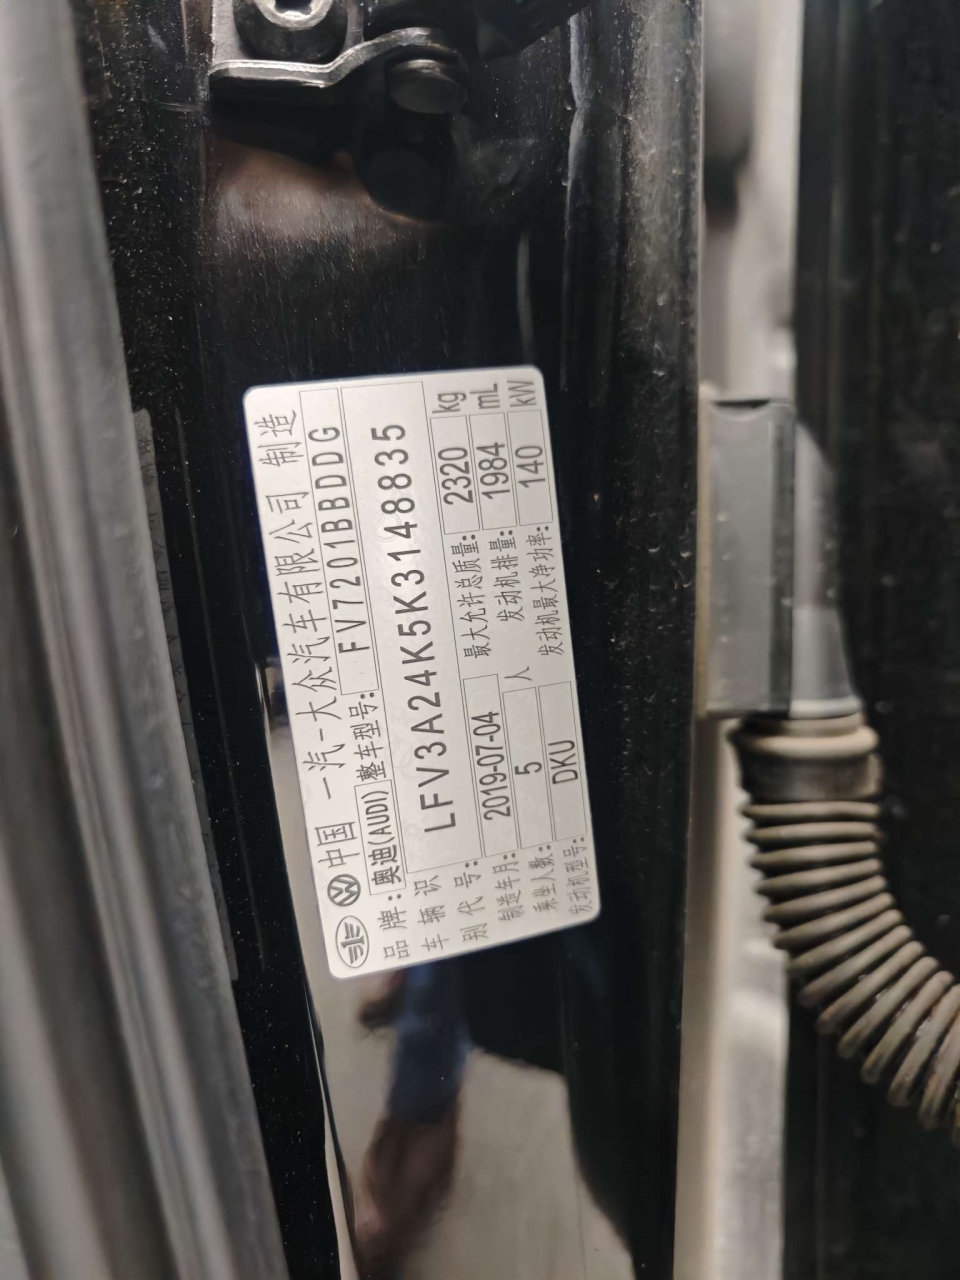 中国 一汽-大众汽车有限公司 制造
品牌: 奥迪(AUDI) 整车型号: FV7201BBDDG
车辆识别代号: LFV3A24K5K3148835
制造年月: 2019-07-04 最大允许总质量: 2320 kg
乘坐人数: 5 人 发动机排量: 1984 mL
发动机型号: DKU 发动机最大净功率: 140 kW